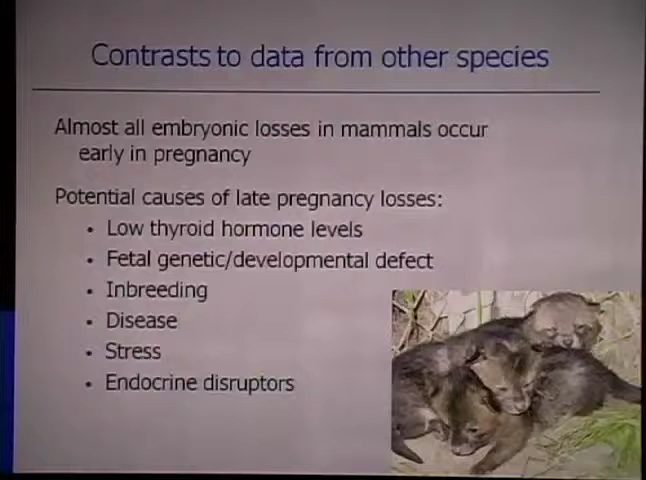 Contrasts to data from other species
Almost all embryonic losses in mammals occur
early in pregnancy
Potential causes of late pregnancy losses:
• Low thyroid hormone levels
• Fetal genetic/developmental defect
• Inbreeding
• Disease
• Stress
• Endocrine disruptors